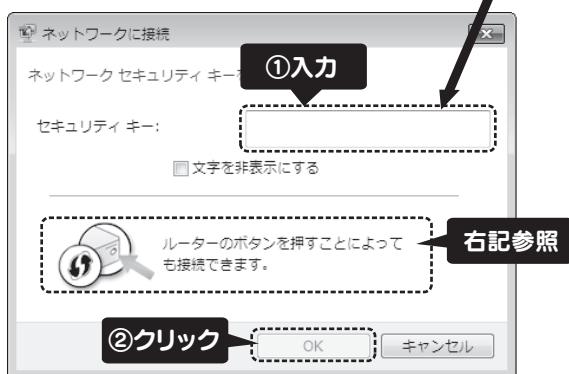 ネットワークに接続
ネットワーク セキュリティ キーを
①入力
セキュリティ キー:
文字を非表示にする
ルーターのボタンを押すことによって
も接続できます。
右記参照
②クリック
OK
キャンセル